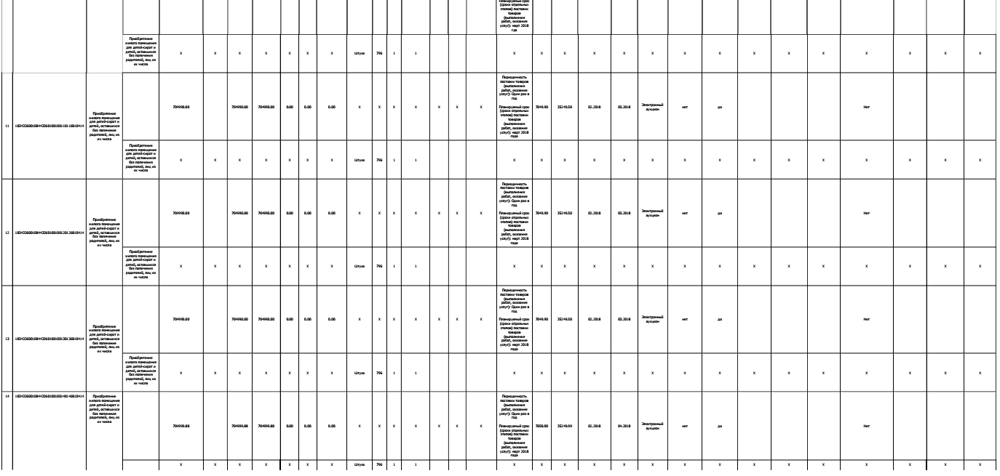 Планируемый срок
(сроки отдельных
этапов) поставки
товаров
(выполнения
работ, оказания
услуг): март 2018
года
Приобретение
жилого помещения
для детей-сирот и
детей, оставшихся
без попечения
родителей, лиц из
их числа
X X X X X X X Штука 796 1 1 X X X X X X X X X X X X X X X
11
Приобретение
жилого помещения
для детей-сирот и
детей, оставшихся
без попечения
родителей, лиц из
их числа
704990.00 704990.00 704990.00 0.00 0.00 0.00 X X X X X X X
Периодичность
поставки товаров
(выполнения
работ, оказания
услуг): Один раз в
год
Планируемый срок
(сроки отдельных
этапов) поставки
товаров
(выполнения
работ, оказания
услуг): март 2018
года
7049.90 35249.50 02.2018 03.2018 Электронный
аукцион
нет да Нет
Приобретение
жилого помещения
для детей-сирот и
детей, оставшихся
без попечения
родителей, лиц из
их числа
X X X X X X X Штука 796 1 1 X X X X X X X X X X X X X X X
12
Приобретение
жилого помещения
для детей-сирот и
детей, оставшихся
без попечения
родителей, лиц из
их числа
704990.00 704990.00 704990.00 0.00 0.00 0.00 X X X X X X X
Периодичность
поставки товаров
(выполнения
работ, оказания
услуг): Один раз в
год
Планируемый срок
(сроки отдельных
этапов) поставки
товаров
(выполнения
работ, оказания
услуг): март 2018
года
7049.90 35249.50 02.2018 03.2018 Электронный
аукцион
нет да Нет
Приобретение
жилого помещения
для детей-сирот и
детей, оставшихся
без попечения
родителей, лиц из
их числа
X X X X X X X Штука 796 1 1 X X X X X X X X X X X X X X X
13
Приобретение
жилого помещения
для детей-сирот и
детей, оставшихся
без попечения
родителей, лиц из
их числа
704990.00 704990.00 704990.00 0.00 0.00 0.00 X X X X X X X
Периодичность
поставки товаров
(выполнения
работ, оказания
услуг): Один раз в
год
Планируемый срок
(сроки отдельных
этапов) поставки
товаров
(выполнения
работ, оказания
услуг): март 2018
года
7049.90 35249.50 02.2018 03.2018 Электронный
аукцион
нет да Нет
Приобретение
жилого помещения
для детей-сирот и
детей, оставшихся
без попечения
родителей, лиц из
их числа
X X X X X X X Штука 796 1 1 X X X X X X X X X X X X X X X
14
Приобретение
жилого помещения
для детей-сирот и
детей, оставшихся
без попечения
родителей, лиц из
их числа
704999.88 704999.88 704999.88 0.00 0.00 0.00 X X X X X X X
Периодичность
поставки товаров
(выполнения
работ, оказания
услуг): Один раз в
год
Планируемый срок
(сроки отдельных
этапов) поставки
товаров
(выполнения
работ, оказания
услуг): март 2018
года
7050.00 35249.99 02.2018 04.2018 Электронный
аукцион
нет да Нет
X X X X X X X Штука 796 1 1 X X X X X X X X X X X X X X X